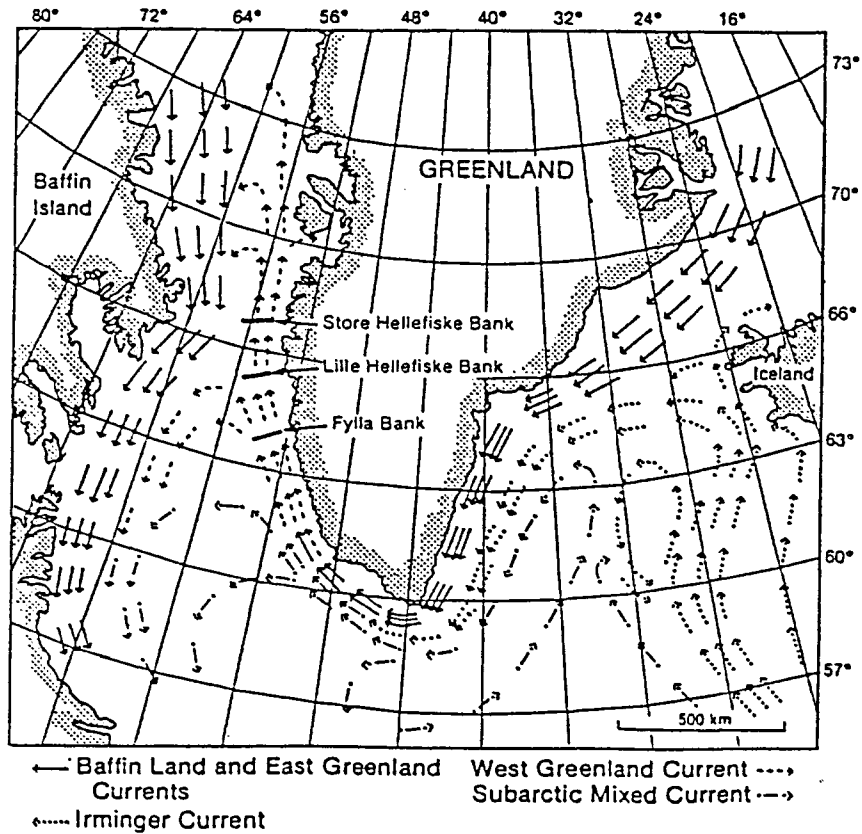 80° 72° 64° 56° 48° 40° 32° 24° 16°
73°
GREENLAND
Baffin
Island
70°
Store Hellefiske Bank
66°
Lille Hellefiske Bank
Iceland
Fylla Bank
63°
60°
57°
500 km
Baffin Land and East Greenland
Currents
Irminger Current
West Greenland Current
Subarctic Mixed Current